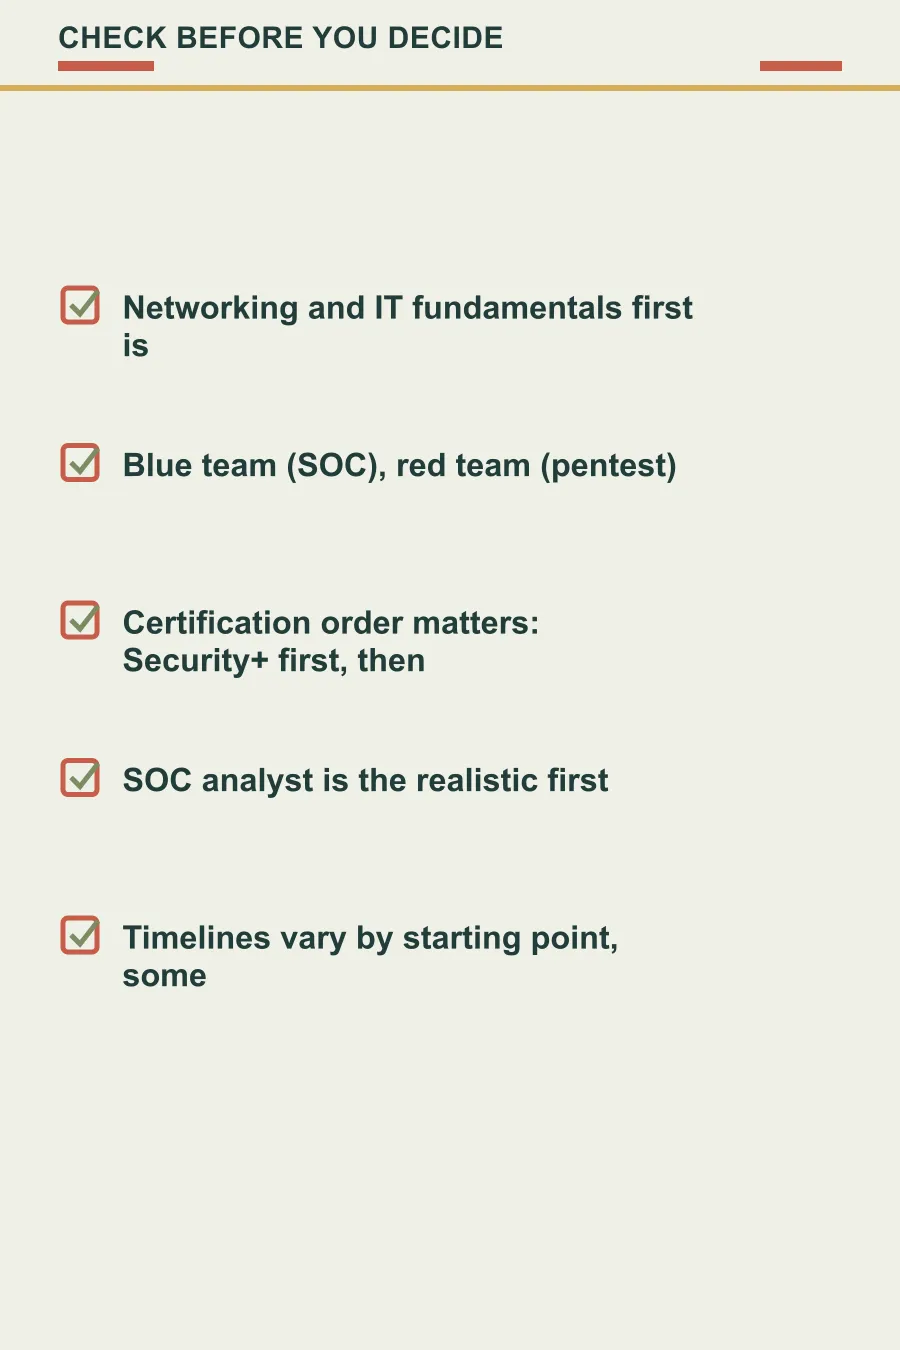 CHECK BEFORE YOU DECIDE
Networking and IT fundamentals first
is
Blue team (SOC), red team (pentest)
Certification order matters:
Security+ first, then
SOC analyst is the realistic first
Timelines vary by starting point,
some